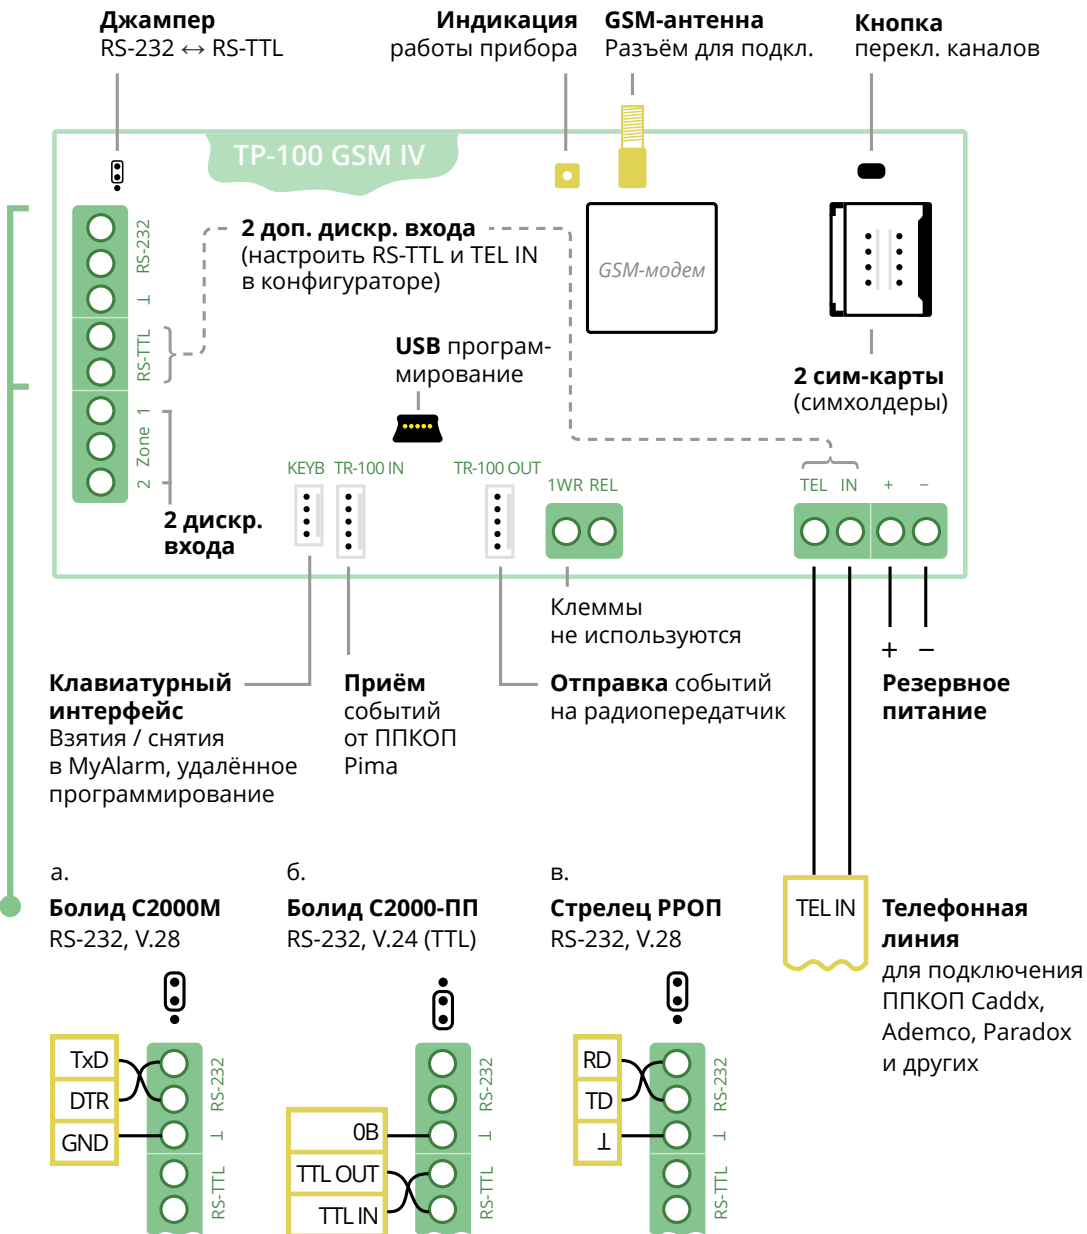 Джампер
RS-232 ↔ RS-TTL
Индикация
работы прибора
GSM-антенна
Разъём для подкл.
Кнопка
перекл. каналов
TP-100 GSM IV
RS-232
⊥
RS-TTL
Zone 1
2
2 доп. дискр. входа
(настроить RS-TTL и TEL IN
в конфигураторе)
GSM-модем
USB програм-
мирование
2 сим-карты
(симхолдеры)
2 дискр.
входа
KEYB
TR-100 IN
TR-100 OUT
1WR REL
TEL IN + −
Клеммы
не используются
+ −
Резервное
питание
Клавиатурный
интерфейс
Взятия / снятия
в MyAlarm, удалённое
программирование
Приём
событий
от ППКОП
Pima
Отправка событий
на радиопередатчик
а.
Болид С2000М
RS-232, V.28
TxD
DTR
GND
RS-232
⊥
RS-TTL
б.
Болид С2000-ПП
RS-232, V.24 (TTL)
0В
TTL OUT
TTL IN
RS-232
⊥
RS-TTL
в.
Стрелец РРОП
RS-232, V.28
RD
TD
⊥
RS-232
⊥
RS-TTL
TEL IN
Телефонная
линия
для подключения
ППКОП Caddx,
Ademco, Paradox
и других